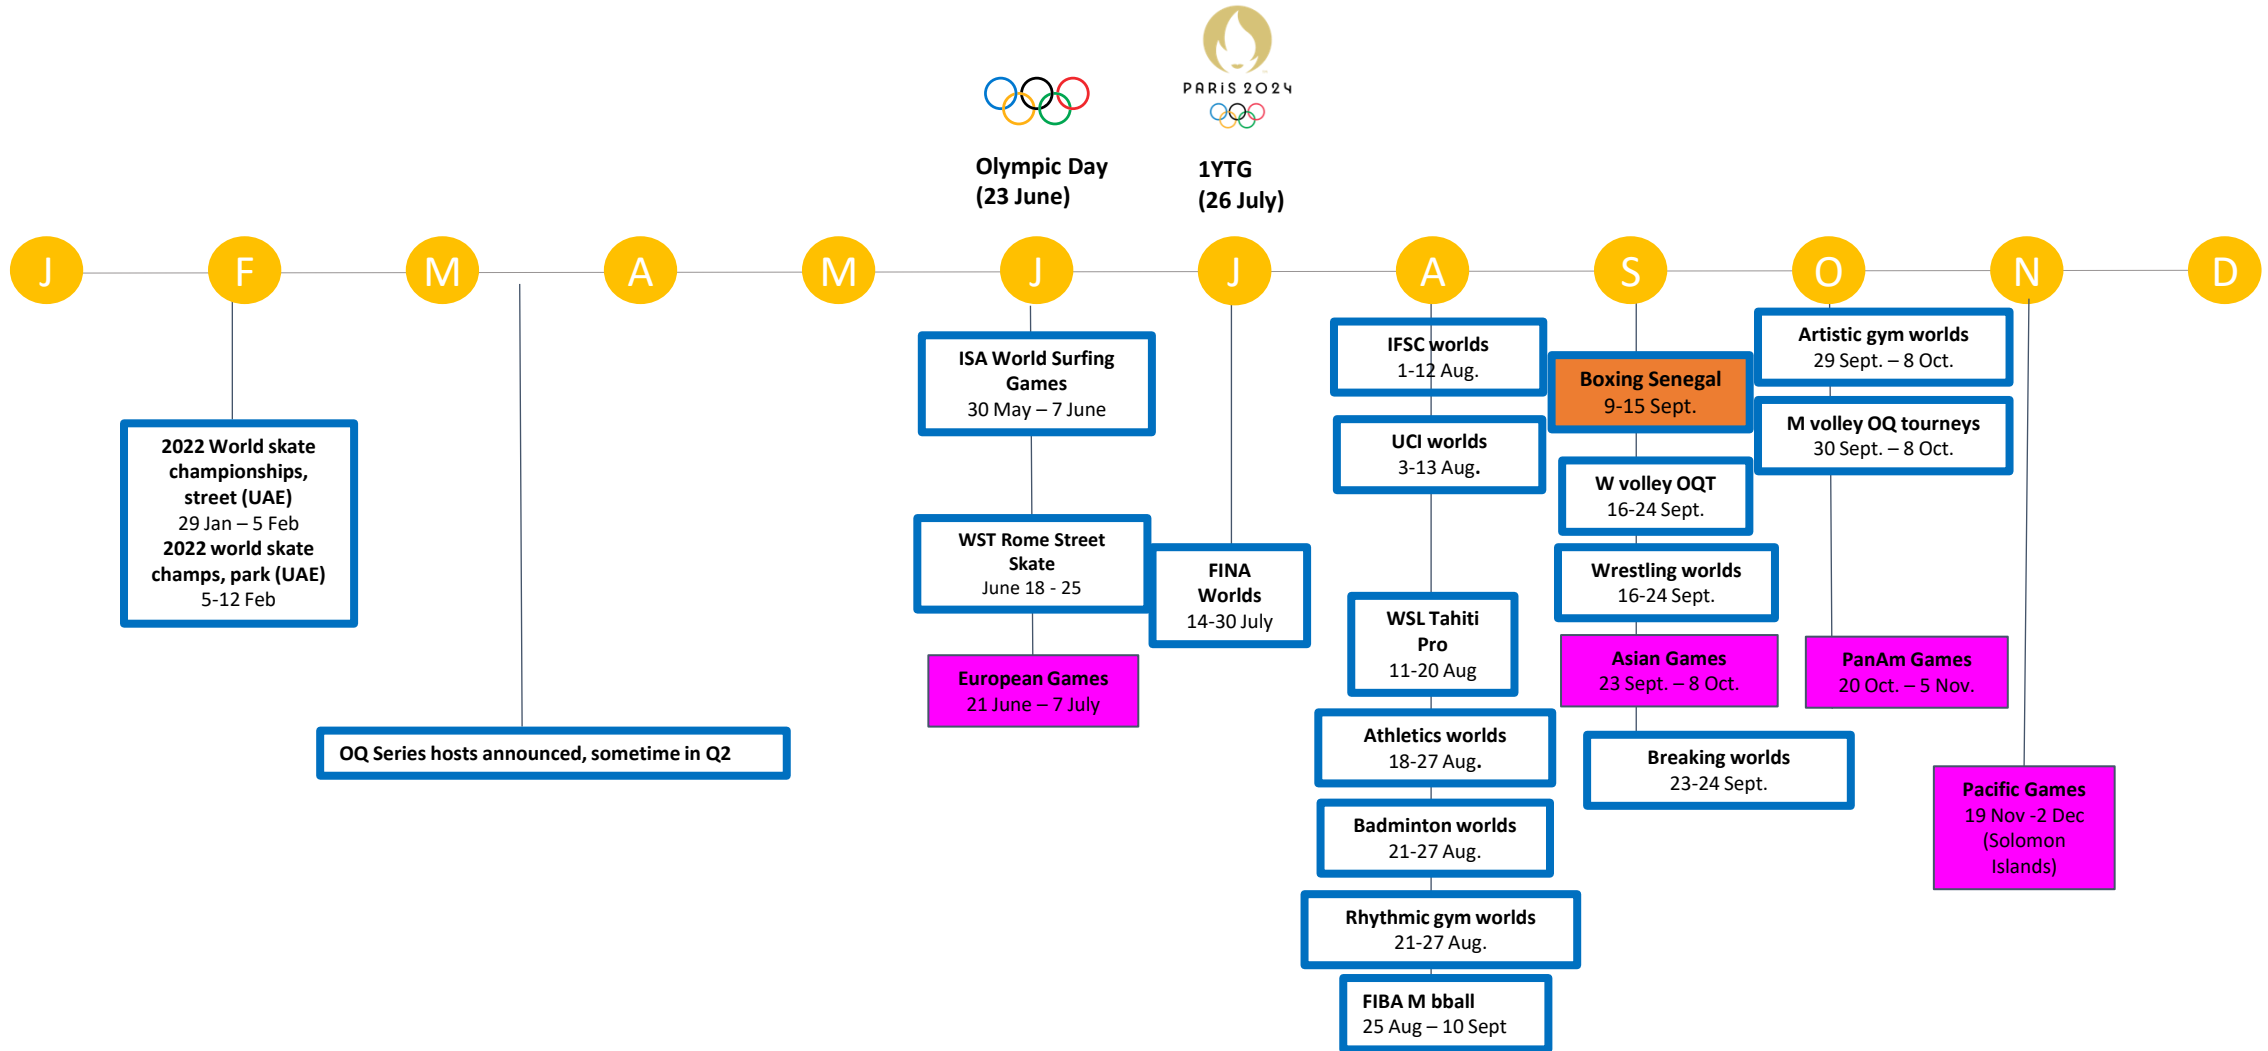 PARIS 2024
Olympic Day
(23 June)
1YTG
(26 July)
J
F
M
A
M
J
J
A
S
O
N
D
2022 World skate
championships,
street (UAE)
29 Jan – 5 Feb
2022 world skate
champs, park (UAE)
5-12 Feb
OQ Series hosts announced, sometime in Q2
ISA World Surfing
Games
30 May – 7 June
WST Rome Street
Skate
June 18 - 25
European Games
21 June – 7 July
FINA
Worlds
14-30 July
IFSC worlds
1-12 Aug.
UCI worlds
3-13 Aug.
WSL Tahiti
Pro
11-20 Aug
Athletics worlds
18-27 Aug.
Badminton worlds
21-27 Aug.
Rhythmic gym worlds
21-27 Aug.
FIBA M bball
25 Aug – 10 Sept
Boxing Senegal
9-15 Sept.
W volley OQT
16-24 Sept.
Wrestling worlds
16-24 Sept.
Asian Games
23 Sept. – 8 Oct.
Breaking worlds
23-24 Sept.
Artistic gym worlds
29 Sept. – 8 Oct.
M volley OQ tourneys
30 Sept. – 8 Oct.
PanAm Games
20 Oct. – 5 Nov.
Pacific Games
19 Nov -2 Dec
(Solomon
Islands)